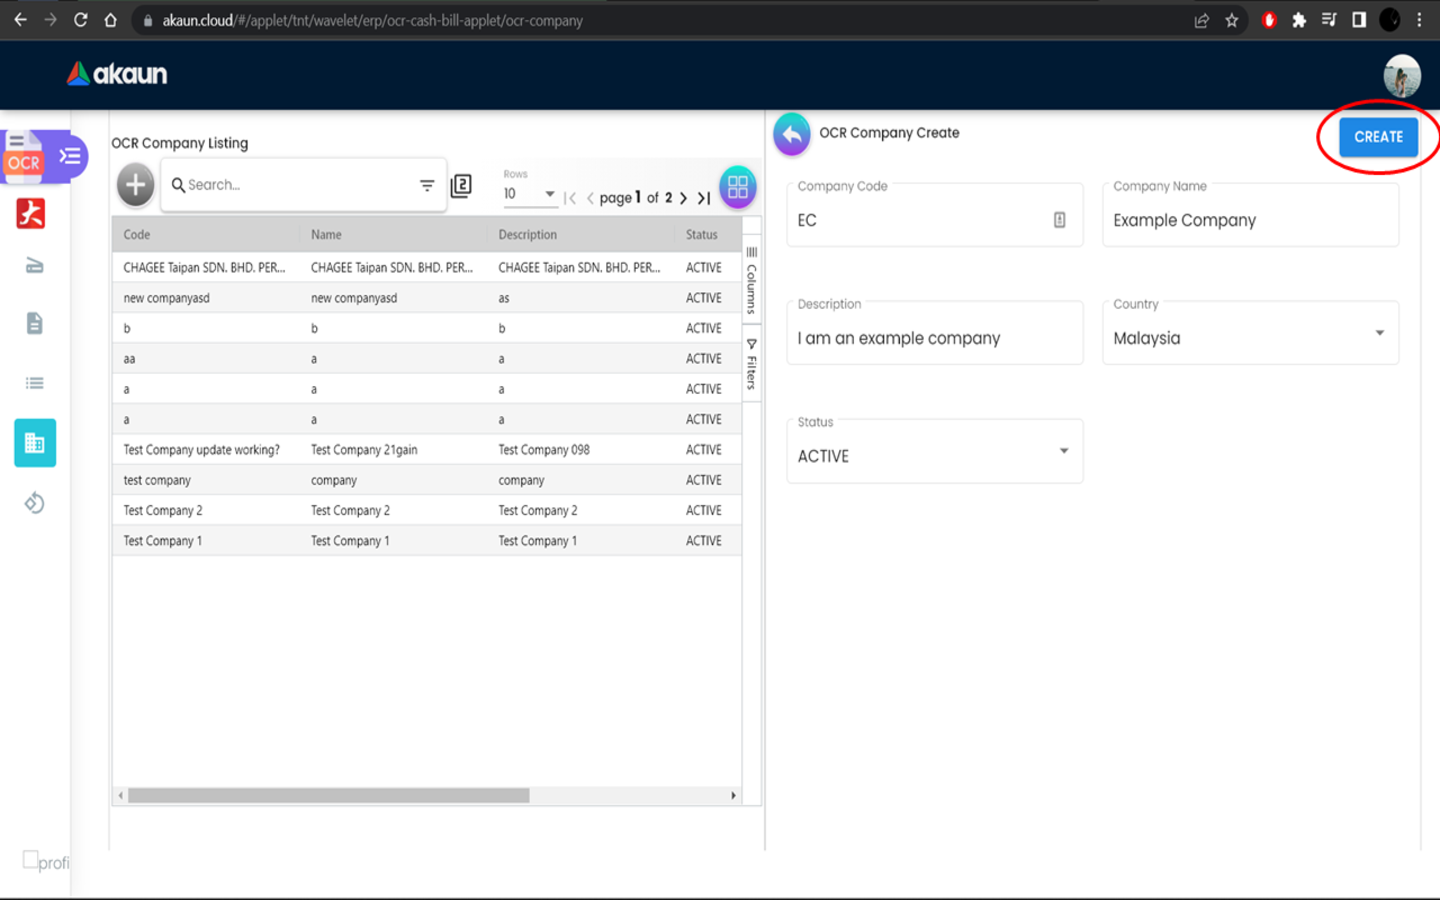 akaun.cloud/#/applet/tnt/wavelet/erp/ocr-cash-bill-applet/ocr-company
akaun
OCR
OCR Company Listing
Search...
2
Rows
10
page 1 of 2
Code Name Description Status
CHAGEE Taipan SDN. BHD. PER... CHAGEE Taipan SDN. BHD. PER... CHAGEE Taipan SDN. BHD. PER... ACTIVE
new companyasd new companyasd as ACTIVE
b b b ACTIVE
aa a a ACTIVE
a a a ACTIVE
a a a ACTIVE
Test Company update working? Test Company 21gain Test Company 098 ACTIVE
test company company company ACTIVE
Test Company 2 Test Company 2 Test Company 2 ACTIVE
Test Company 1 Test Company 1 Test Company 1 ACTIVE
Columns
Filters
OCR Company Create
CREATE
Company Code
EC
Company Name
Example Company
Description
I am an example company
Country
Malaysia
Status
ACTIVE
profi